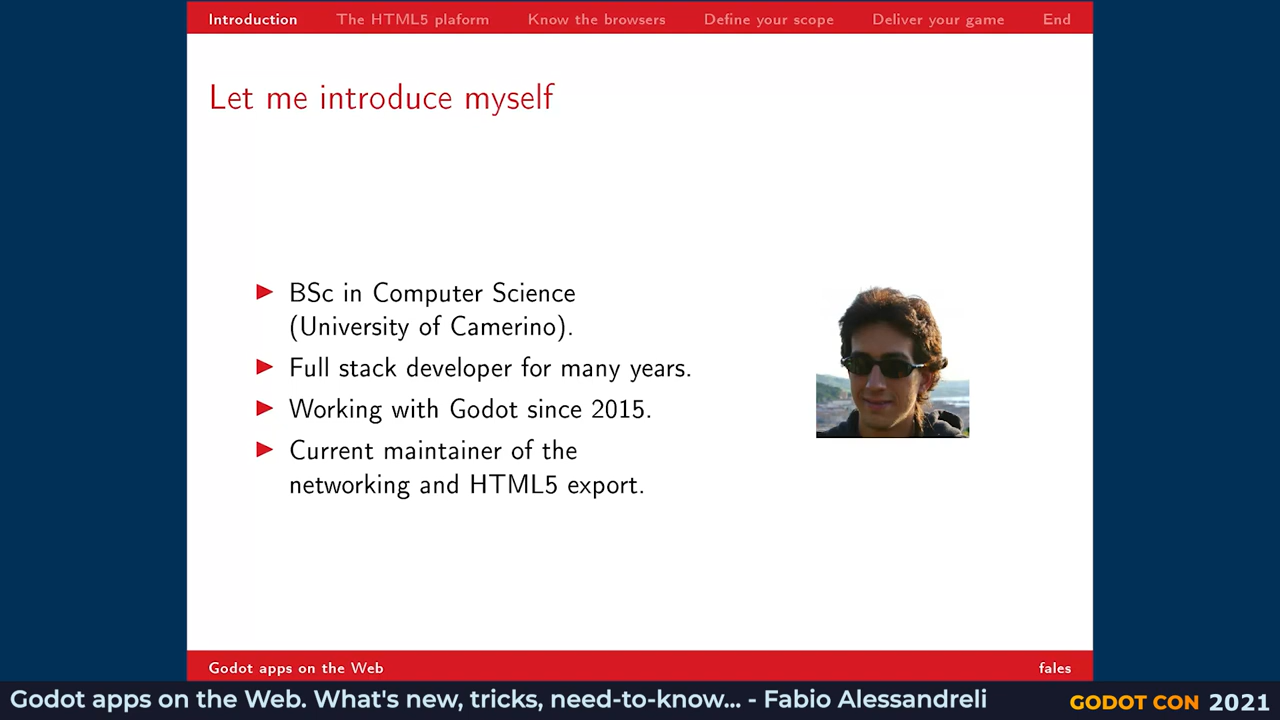 Introduction The HTML5 plaform Know the browsers Define your scope Deliver your game End
Let me introduce myself
BSc in Computer Science
(University of Camerino).
Full stack developer for many years.
Working with Godot since 2015.
Current maintainer of the
networking and HTML5 export.
Godot apps on the Web fales
Godot apps on the Web. What's new, tricks, need-to-know... - Fabio Alessandreli GODOT CON 2021